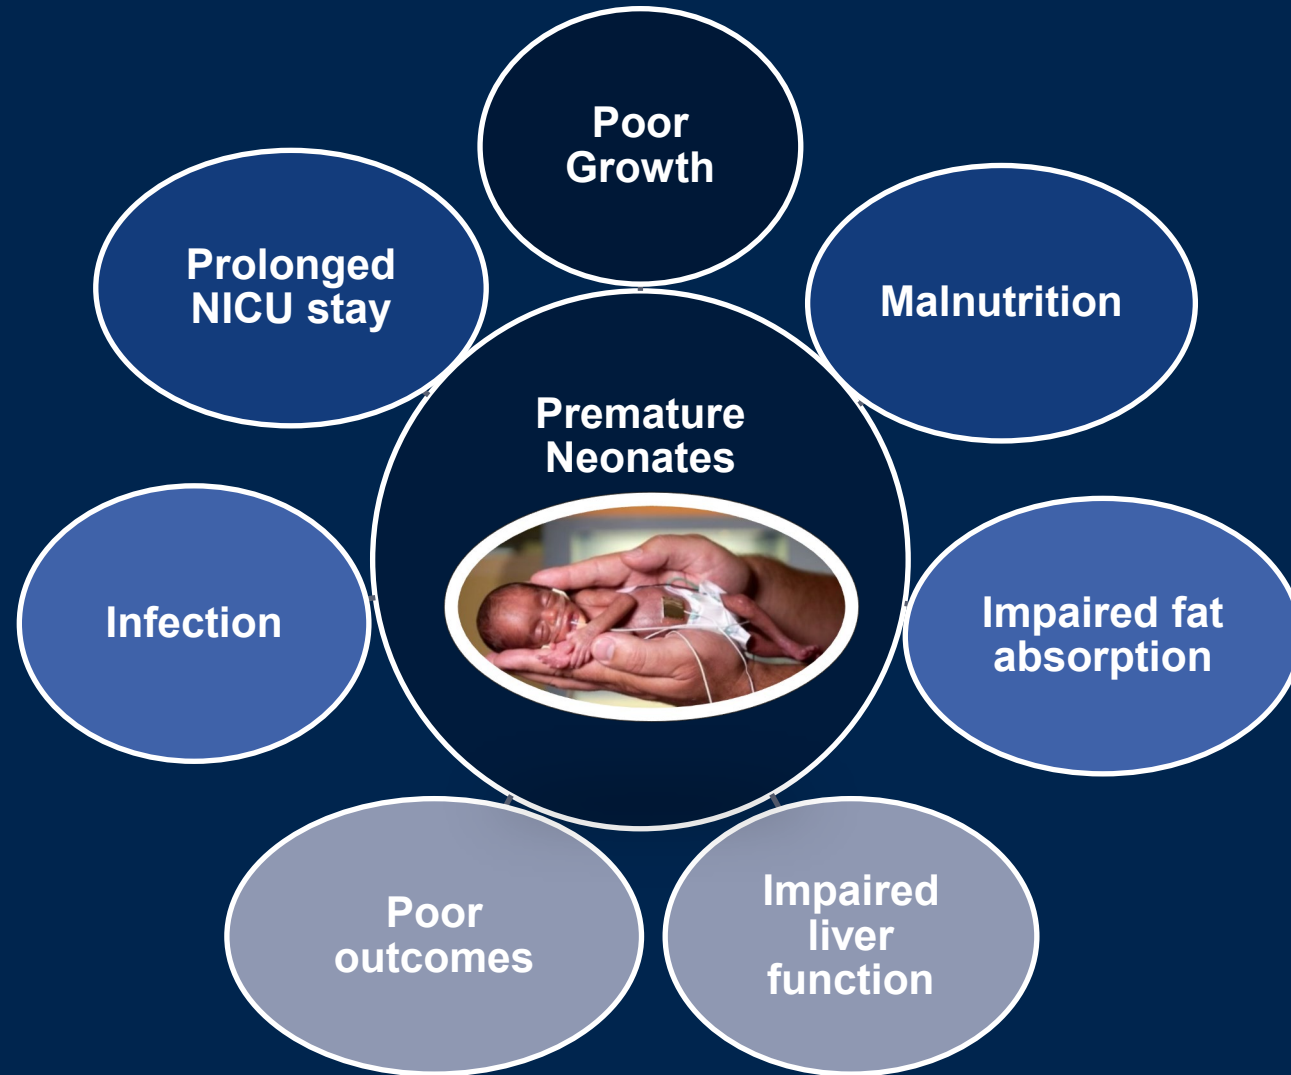 Poor
Growth
Prolonged
NICU stay
Malnutrition
Premature
Neonates
Infection
Impaired fat
absorption
Poor
outcomes
Impaired
liver
function